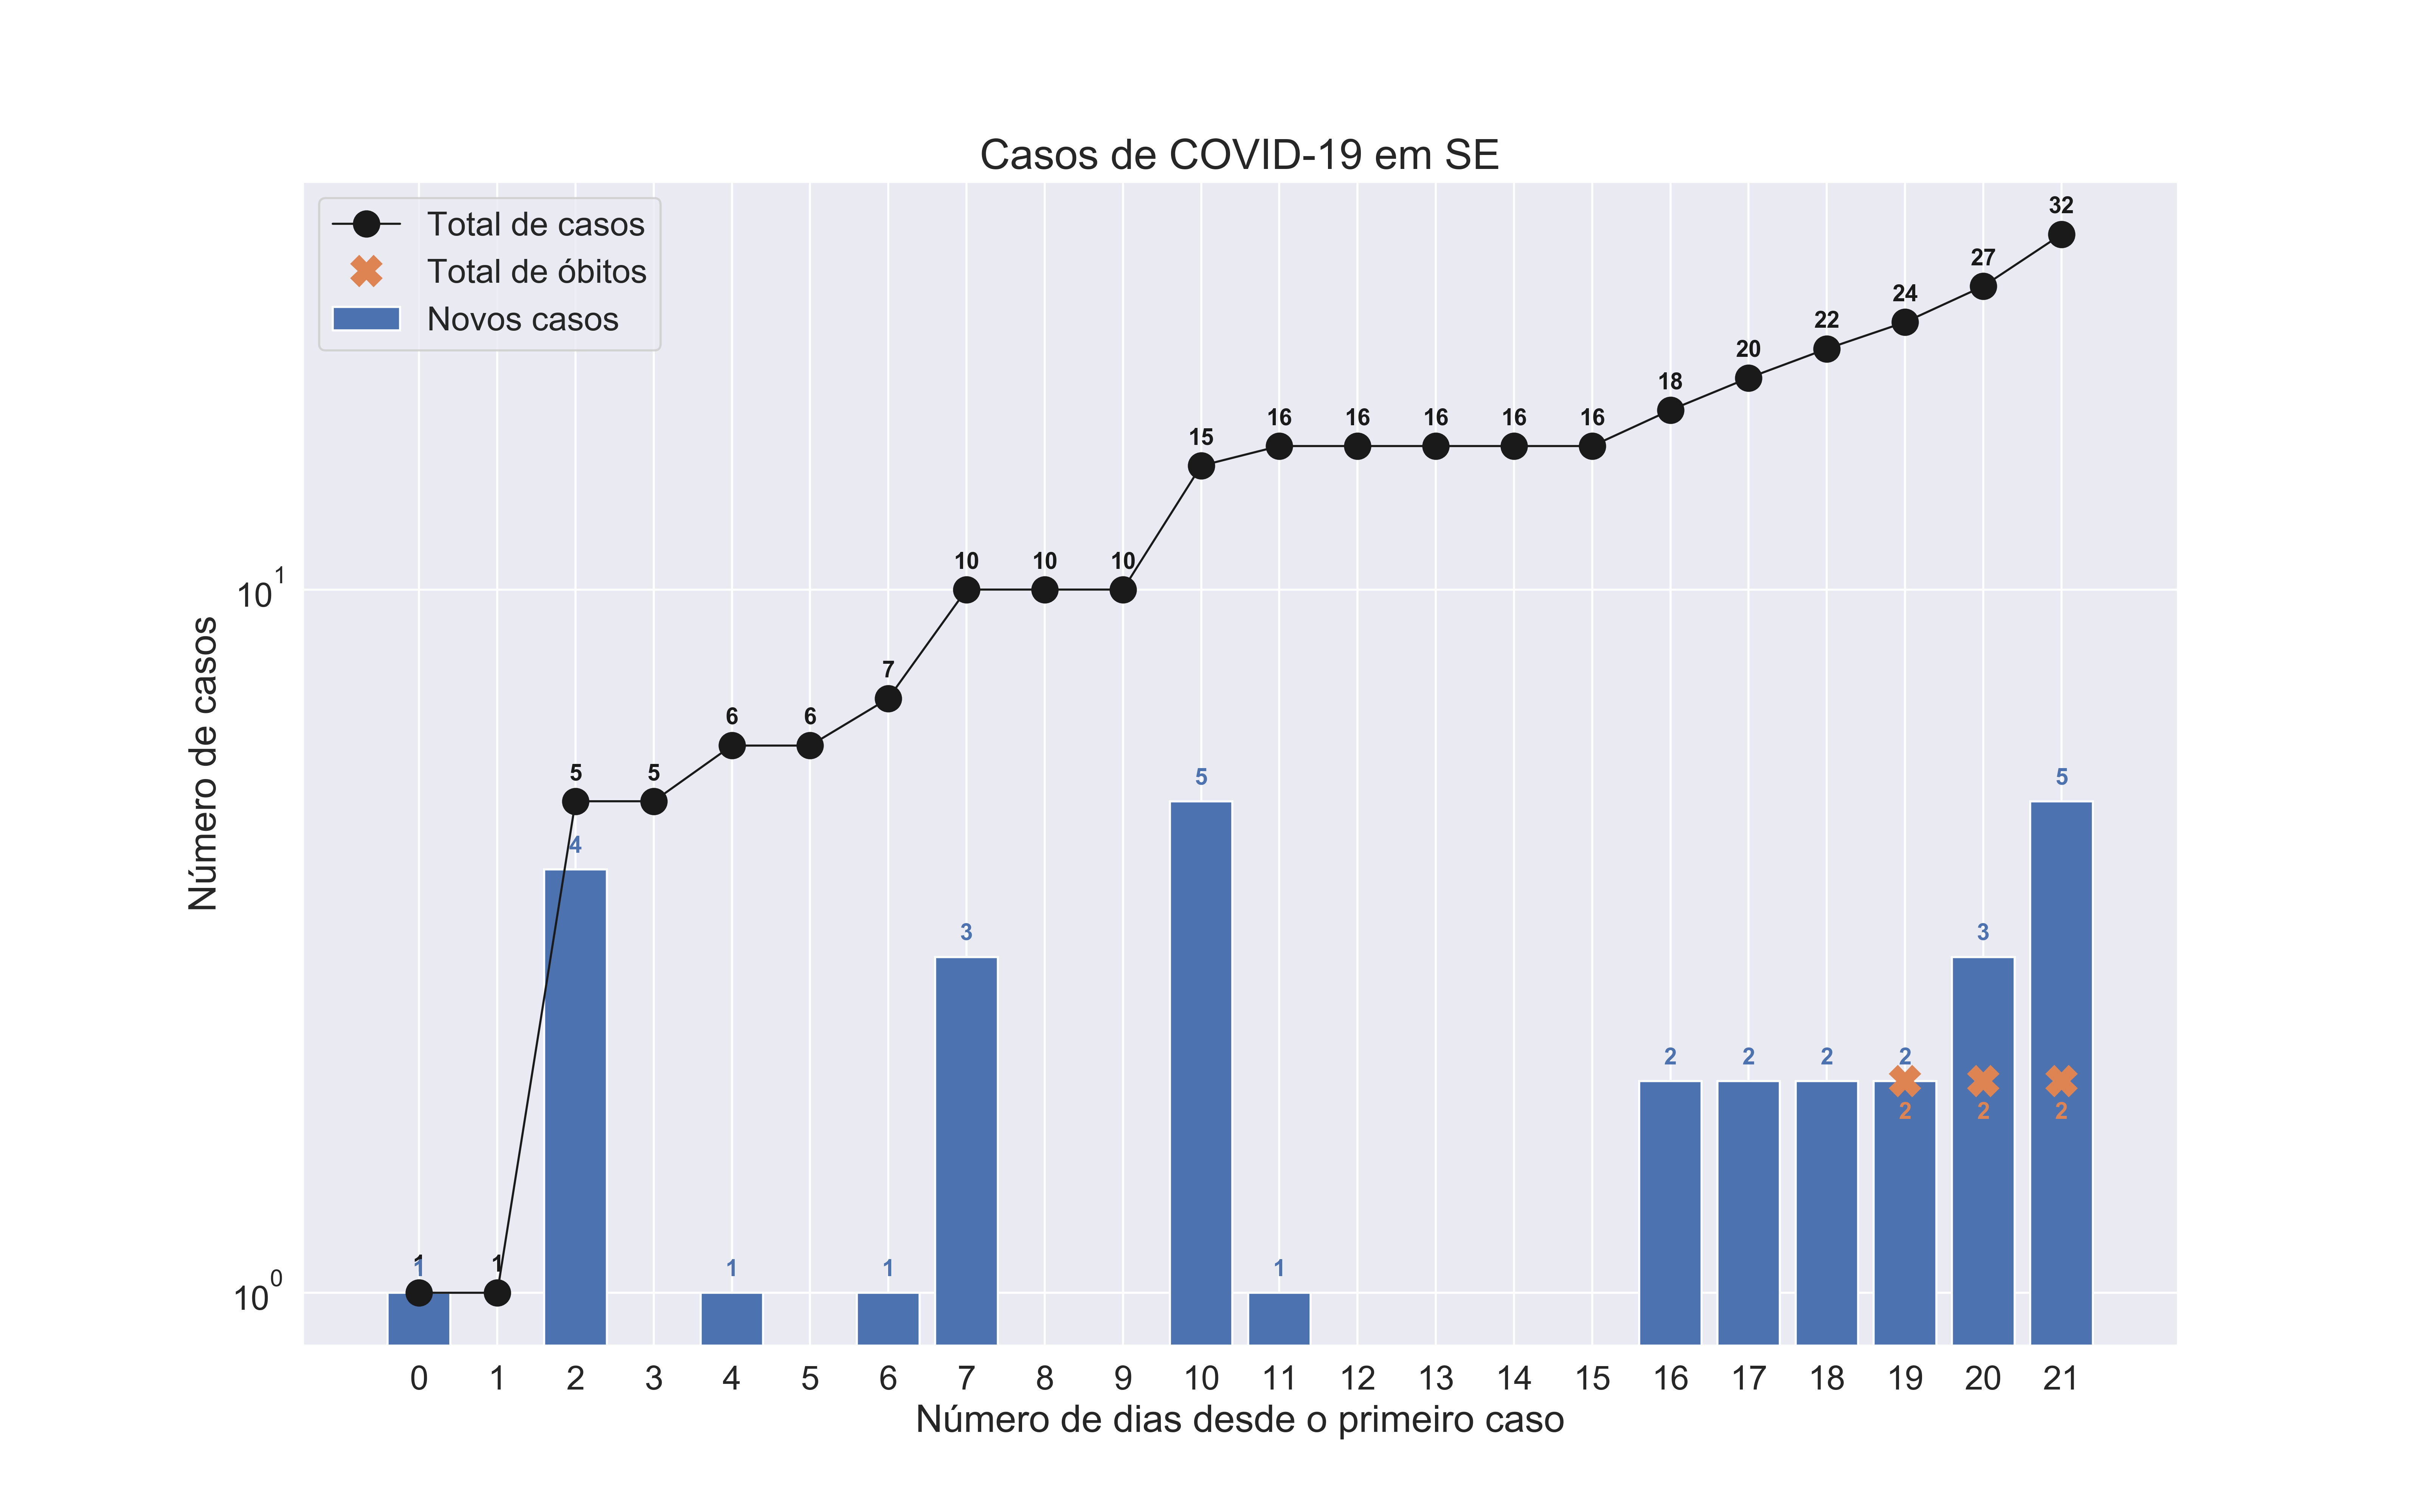 Casos de COVID-19 em SE
Total de casos
Total de óbitos
Novos casos
32
27
24
22
20
18
16 16 16 16 16
15
10 10 10
7
6 6
5 5
5 5
4
3 3
2 2 2 2
2 2 2
1 1
1 1 1 1
10^1
10^0
Número de casos
0 1 2 3 4 5 6 7 8 9 10 11 12 13 14 15 16 17 18 19 20 21
Número de dias desde o primeiro caso